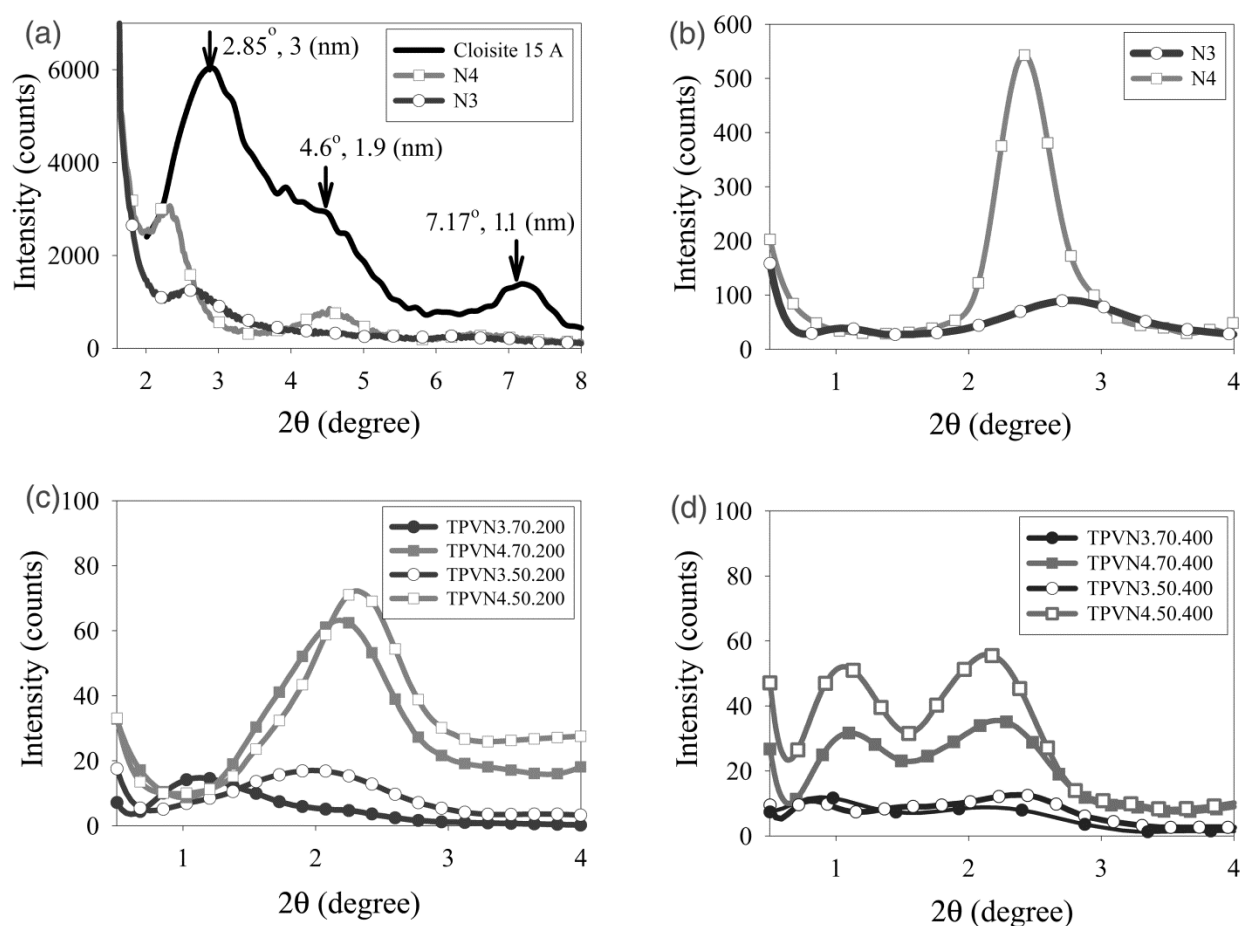 (a)
Intensity (counts)
6000
4000
2000
0
2.85°, 3 (nm)
4.6°, 1.9 (nm)
7.17°, 1.1 (nm)
Cloisite 15 A
N4
N3
2 3 4 5 6 7 8
2θ (degree)
(b)
Intensity (counts)
600
500
400
300
200
100
0
N3
N4
1 2 3 4
2θ (degree)
(c)
Intensity (counts)
100
80
60
40
20
0
TPVN3.70.200
TPVN4.70.200
TPVN3.50.200
TPVN4.50.200
1 2 3 4
2θ (degree)
(d)
Intensity (counts)
100
80
60
40
20
0
TPVN3.70.400
TPVN4.70.400
TPVN3.50.400
TPVN4.50.400
1 2 3 4
2θ (degree)